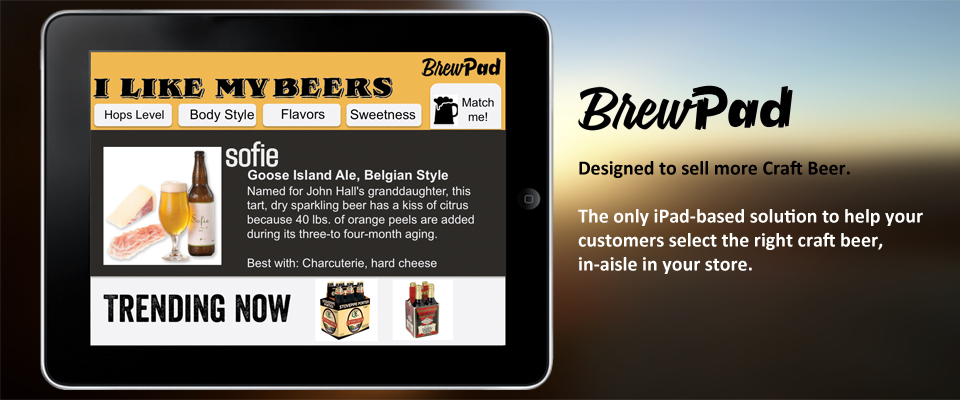 BrewPad
I LIKE MY BEERS
Hops Level
Body Style
Flavors
Sweetness
Match
me!
sofie
Goose Island Ale, Belgian Style
Named for John Hall's granddaughter, this
tart, dry sparkling beer has a kiss of citrus
because 40 lbs. of orange peels are added
during its three-to four-month aging.
Best with: Charcuterie, hard cheese
Sofie
TRENDING NOW
STOVEPIPE PORTER
BrewPad
Designed to sell more Craft Beer.
The only iPad-based solution to help your
customers select the right craft beer,
in-aisle in your store.